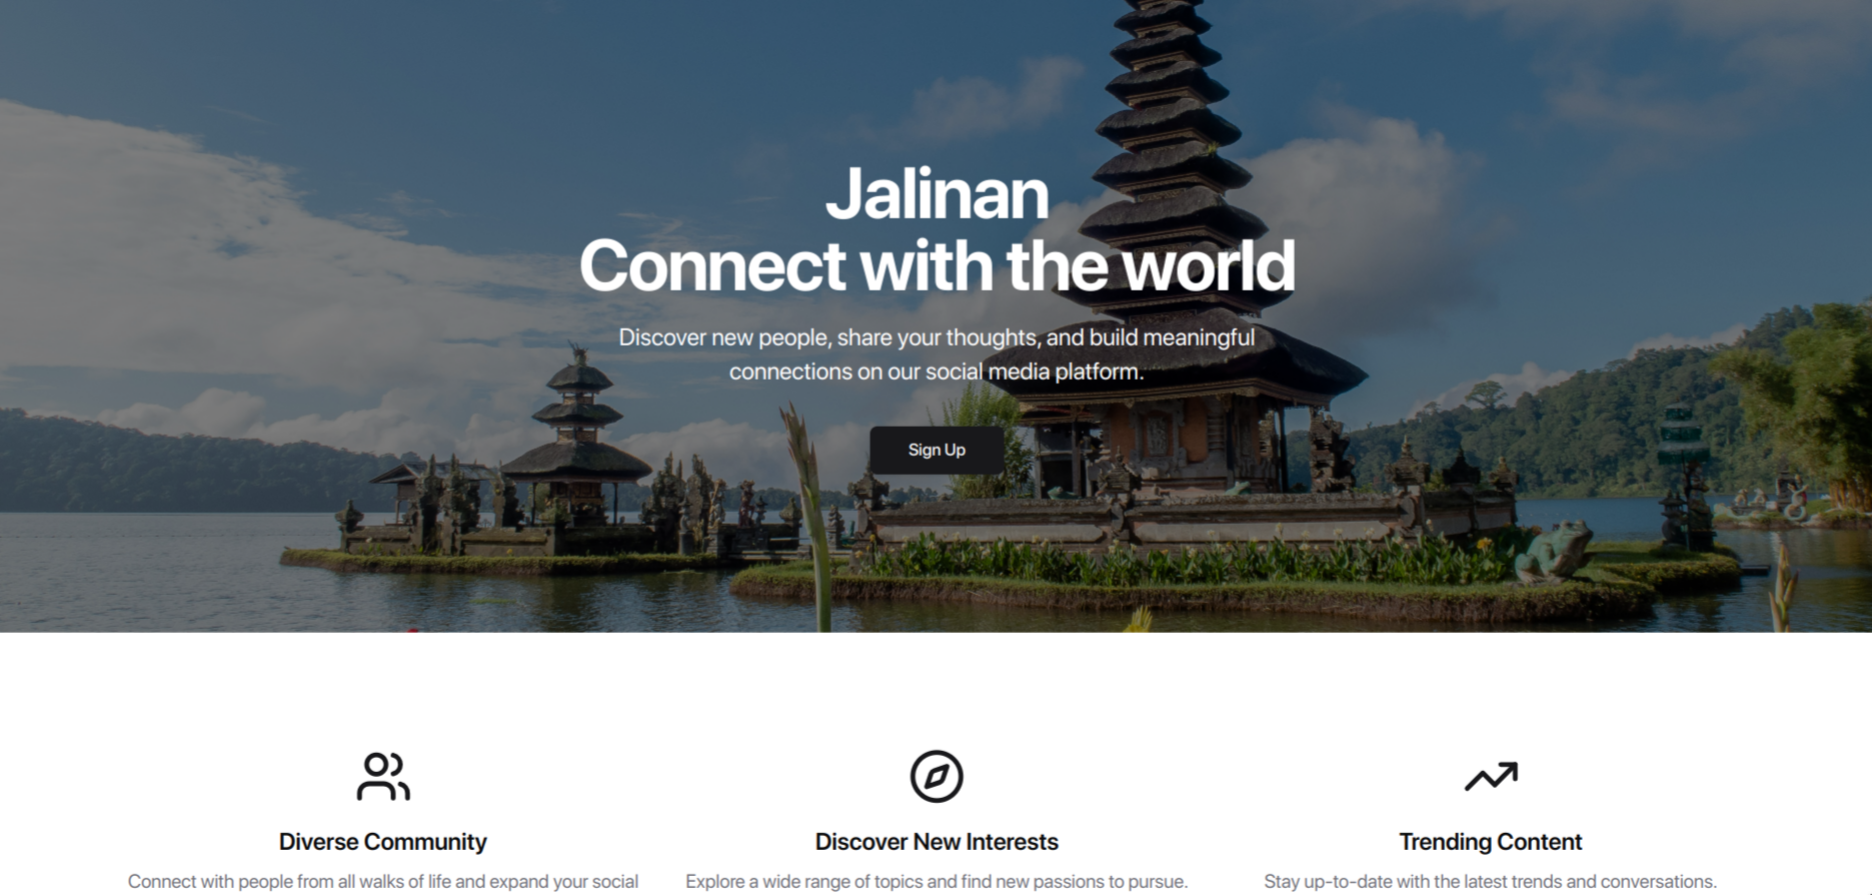 Jalinan
Connect with the world
Discover new people, share your thoughts, and build meaningful
connections on our social media platform.
Sign Up
Diverse Community
Connect with people from all walks of life and expand your social
Discover New Interests
Explore a wide range of topics and find new passions to pursue.
Trending Content
Stay up-to-date with the latest trends and conversations.